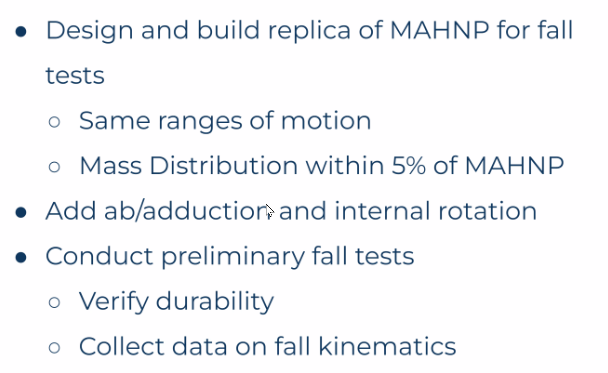 ● Design and build replica of MAHNP for fall
tests
○ Same ranges of motion
○ Mass Distribution within 5% of MAHNP
● Add ab/adduction and internal rotation
● Conduct preliminary fall tests
○ Verify durability
○ Collect data on fall kinematics